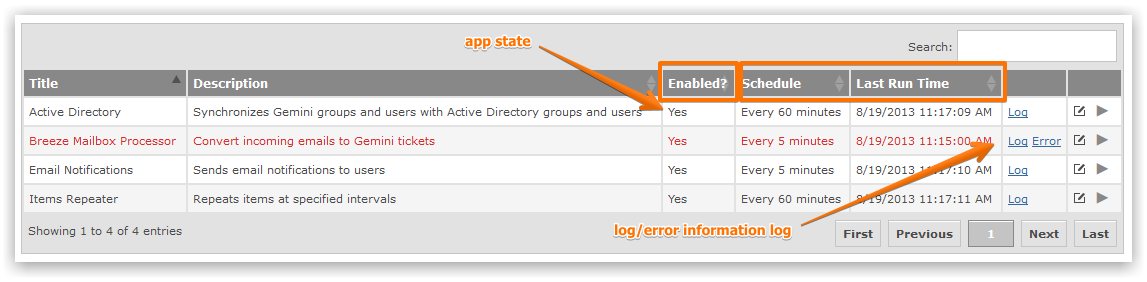 app state
Search:
Title Description Enabled? Schedule Last Run Time
Active Directory Synchronizes Gemini groups and users with Active Directory groups and users Yes Every 60 minutes 8/19/2013 11:17:09 AM Log
Breeze Mailbox Processor Convert incoming emails to Gemini tickets Yes Every 5 minutes 8/19/2013 11:15:00 AM Log Error
Email Notifications Sends email notifications to users Yes Every 5 minutes 8/19/2013 11:17:10 AM Log
Items Repeater Repeats items at specified intervals Yes Every 60 minutes 8/19/2013 11:17:11 AM Log
Showing 1 to 4 of 4 entries
log/error information log
First Previous 1 Next Last